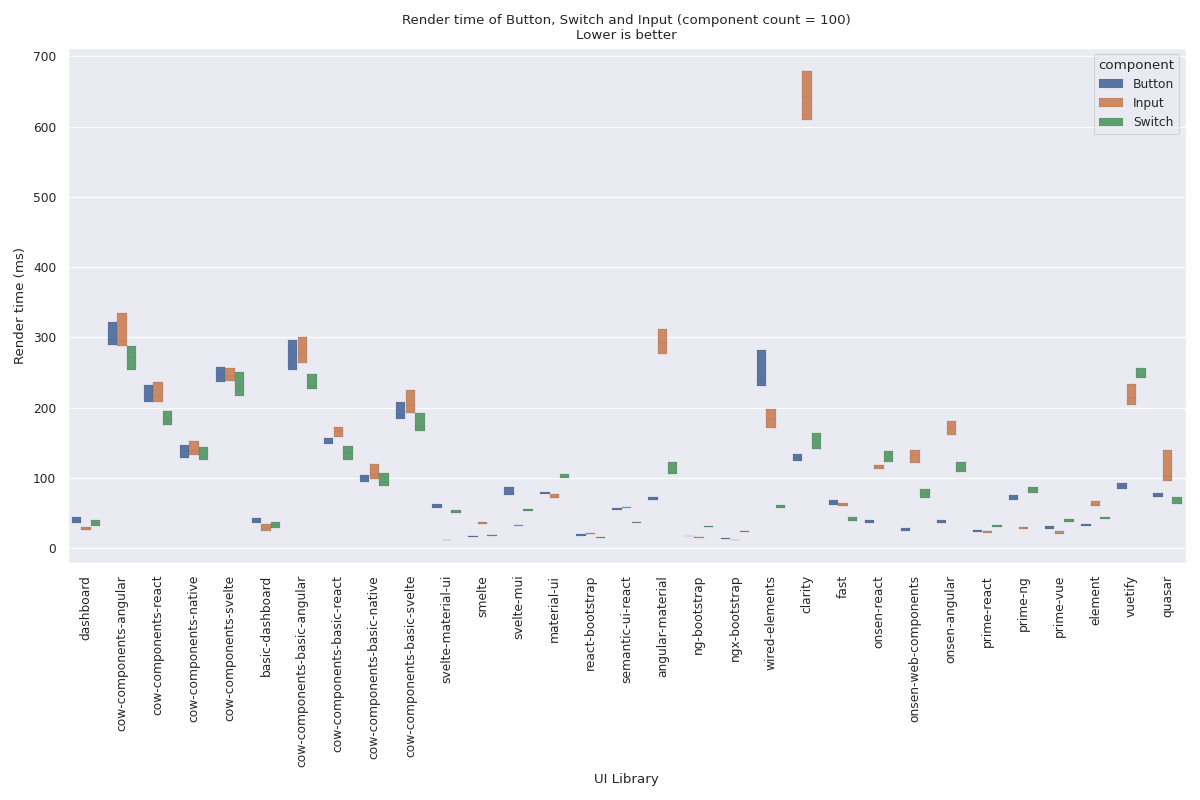 Render time of Button, Switch and Input (component count = 100)
Lower is better
700
600
500
400
300
200
100
0
Render time (ms)
component
Button
Input
Switch
dashboard
cow-components-angular
cow-components-react
cow-components-native
cow-components-svelte
basic-dashboard
cow-components-basic-angular
cow-components-basic-react
cow-components-basic-native
cow-components-basic-svelte
svelte-material-ui
smelte
svelte-mui
material-ui
react-bootstrap
semantic-ui-react
angular-material
ng-bootstrap
ngx-bootstrap
wired-elements
clarity
fast
onsen-react
onsen-web-components
onsen-angular
prime-react
prime-ng
prime-vue
element
vuetify
quasar
UI Library